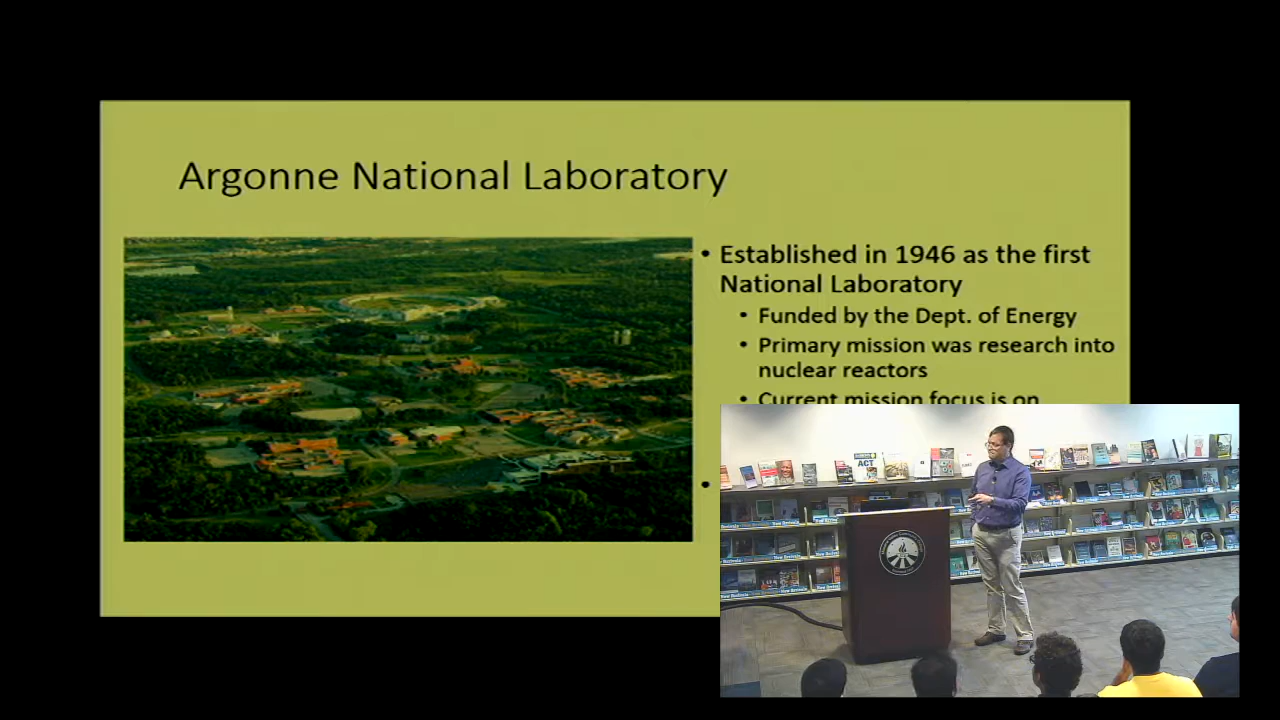 Argonne National Laboratory
• Established in 1946 as the first
National Laboratory
• Funded by the Dept. of Energy
• Primary mission was research into
nuclear reactors
• Current mission focus is on
•
ACT